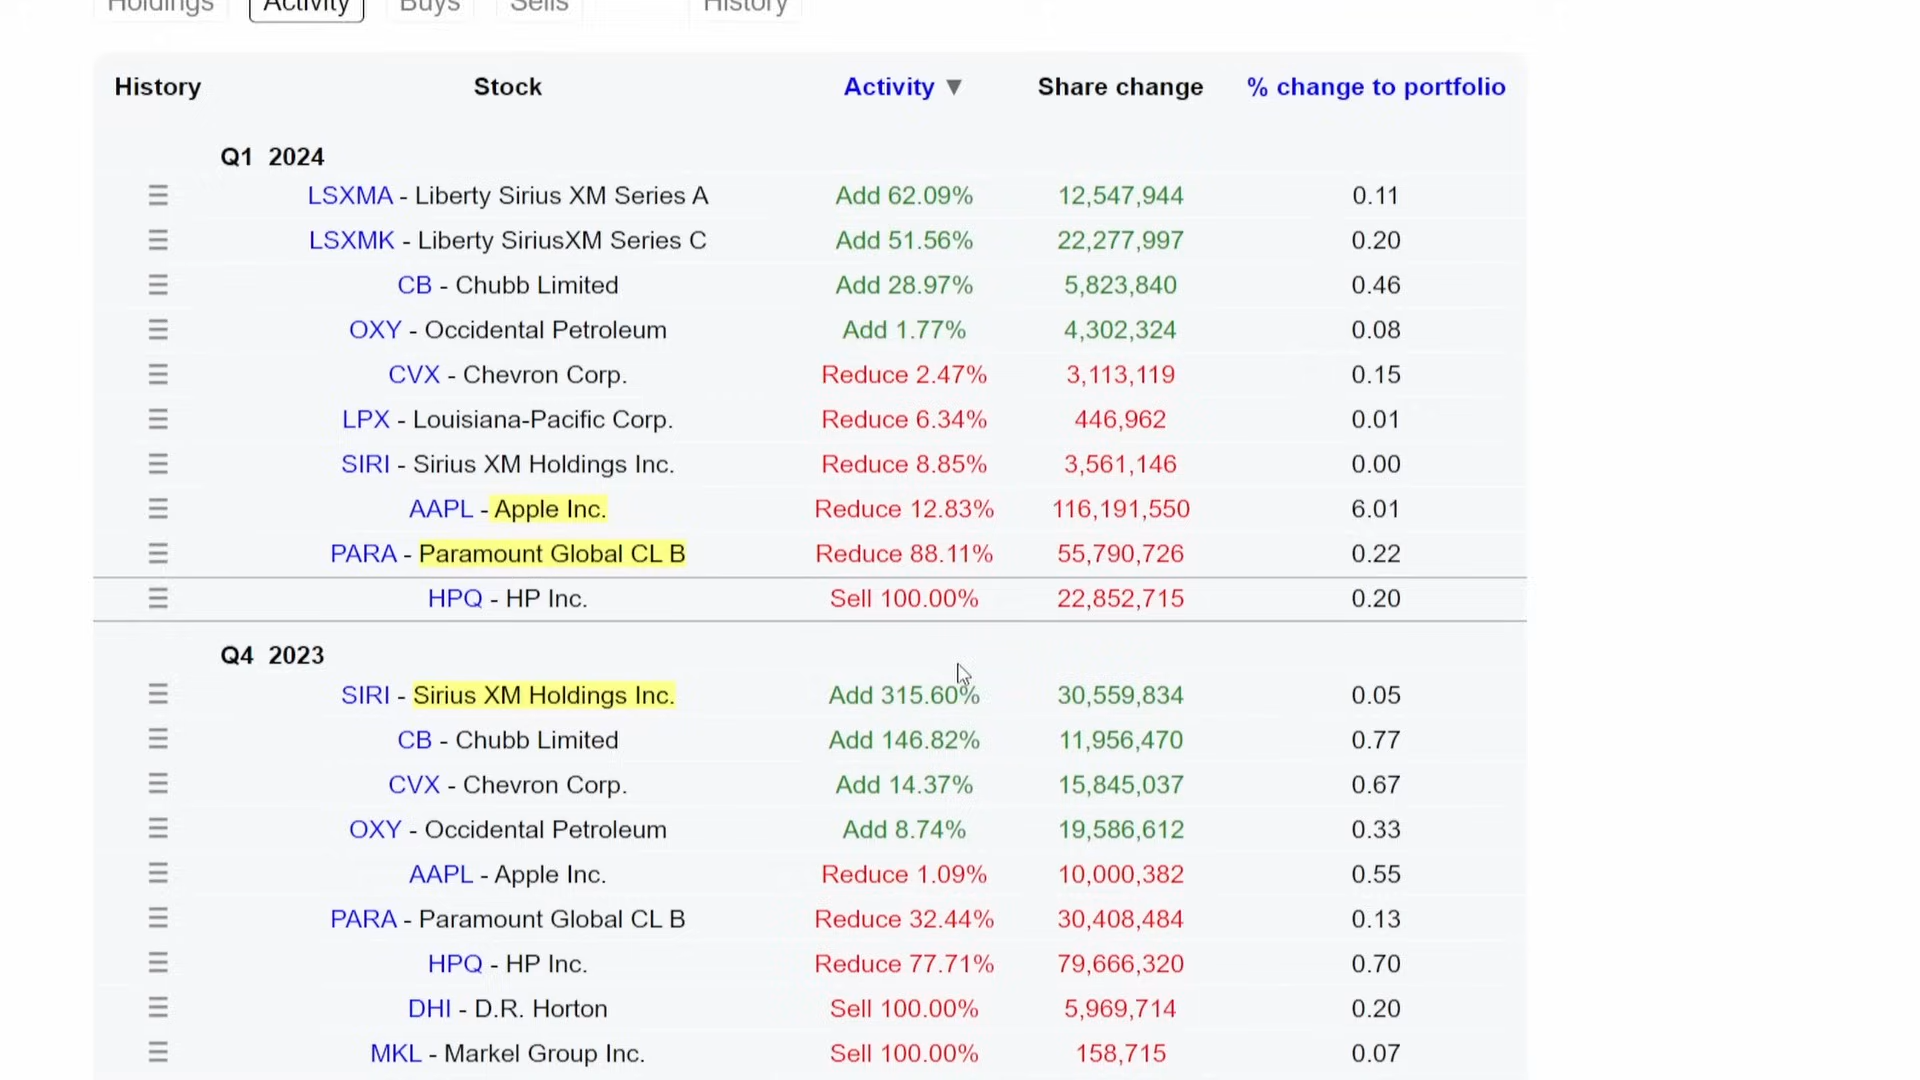 Holdings Activity Buys Sells History
History Stock Activity ▼ Share change % change to portfolio
Q1 2024
☰ LSXMA - Liberty Sirius XM Series A Add 62.09% 12,547,944 0.11
☰ LSXMK - Liberty SiriusXM Series C Add 51.56% 22,277,997 0.20
☰ CB - Chubb Limited Add 28.97% 5,823,840 0.46
☰ OXY - Occidental Petroleum Add 1.77% 4,302,324 0.08
☰ CVX - Chevron Corp. Reduce 2.47% 3,113,119 0.15
☰ LPX - Louisiana-Pacific Corp. Reduce 6.34% 446,962 0.01
☰ SIRI - Sirius XM Holdings Inc. Reduce 8.85% 3,561,146 0.00
☰ AAPL - Apple Inc. Reduce 12.83% 116,191,550 6.01
☰ PARA - Paramount Global CL B Reduce 88.11% 55,790,726 0.22
☰ HPQ - HP Inc. Sell 100.00% 22,852,715 0.20
Q4 2023
☰ SIRI - Sirius XM Holdings Inc. Add 315.60% 30,559,834 0.05
☰ CB - Chubb Limited Add 146.82% 11,956,470 0.77
☰ CVX - Chevron Corp. Add 14.37% 15,845,037 0.67
☰ OXY - Occidental Petroleum Add 8.74% 19,586,612 0.33
☰ AAPL - Apple Inc. Reduce 1.09% 10,000,382 0.55
☰ PARA - Paramount Global CL B Reduce 32.44% 30,408,484 0.13
☰ HPQ - HP Inc. Reduce 77.71% 79,666,320 0.70
☰ DHI - D.R. Horton Sell 100.00% 5,969,714 0.20
☰ MKL - Markel Group Inc. Sell 100.00% 158,715 0.07